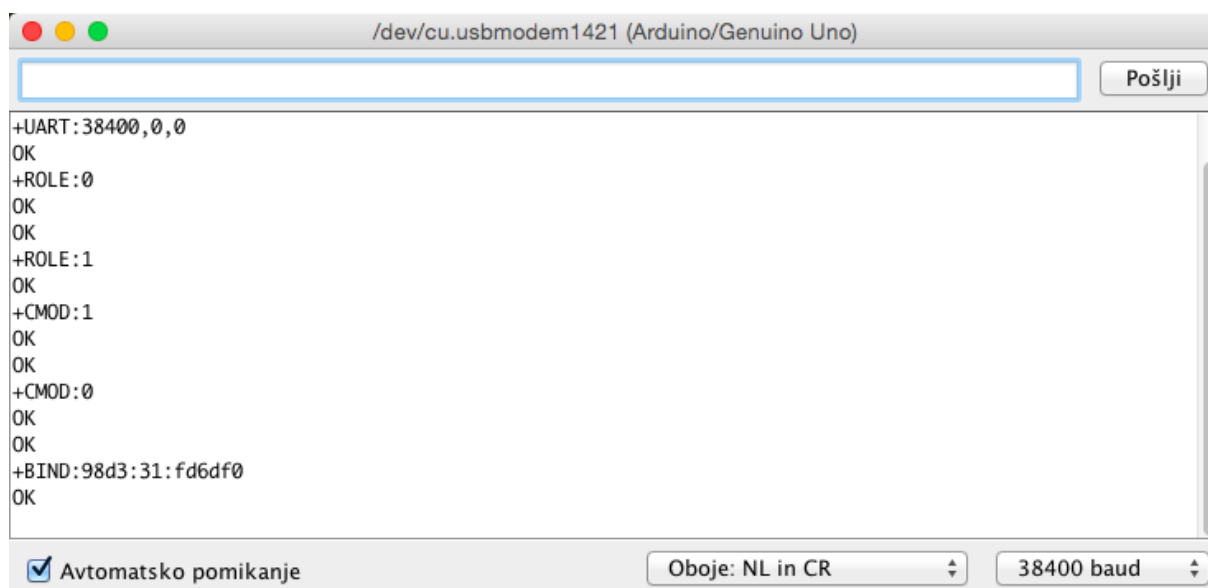 /dev/cu.usbmodem1421 (Arduino/Genuino Uno)
Pošlji
+UART:38400,0,0
OK
+ROLE:0
OK
OK
+ROLE:1
OK
+CMOD:1
OK
OK
+CMOD:0
OK
OK
+BIND:98d3:31:fd6df0
OK
Avtomatsko pomikanje
Oboje: NL in CR
38400 baud